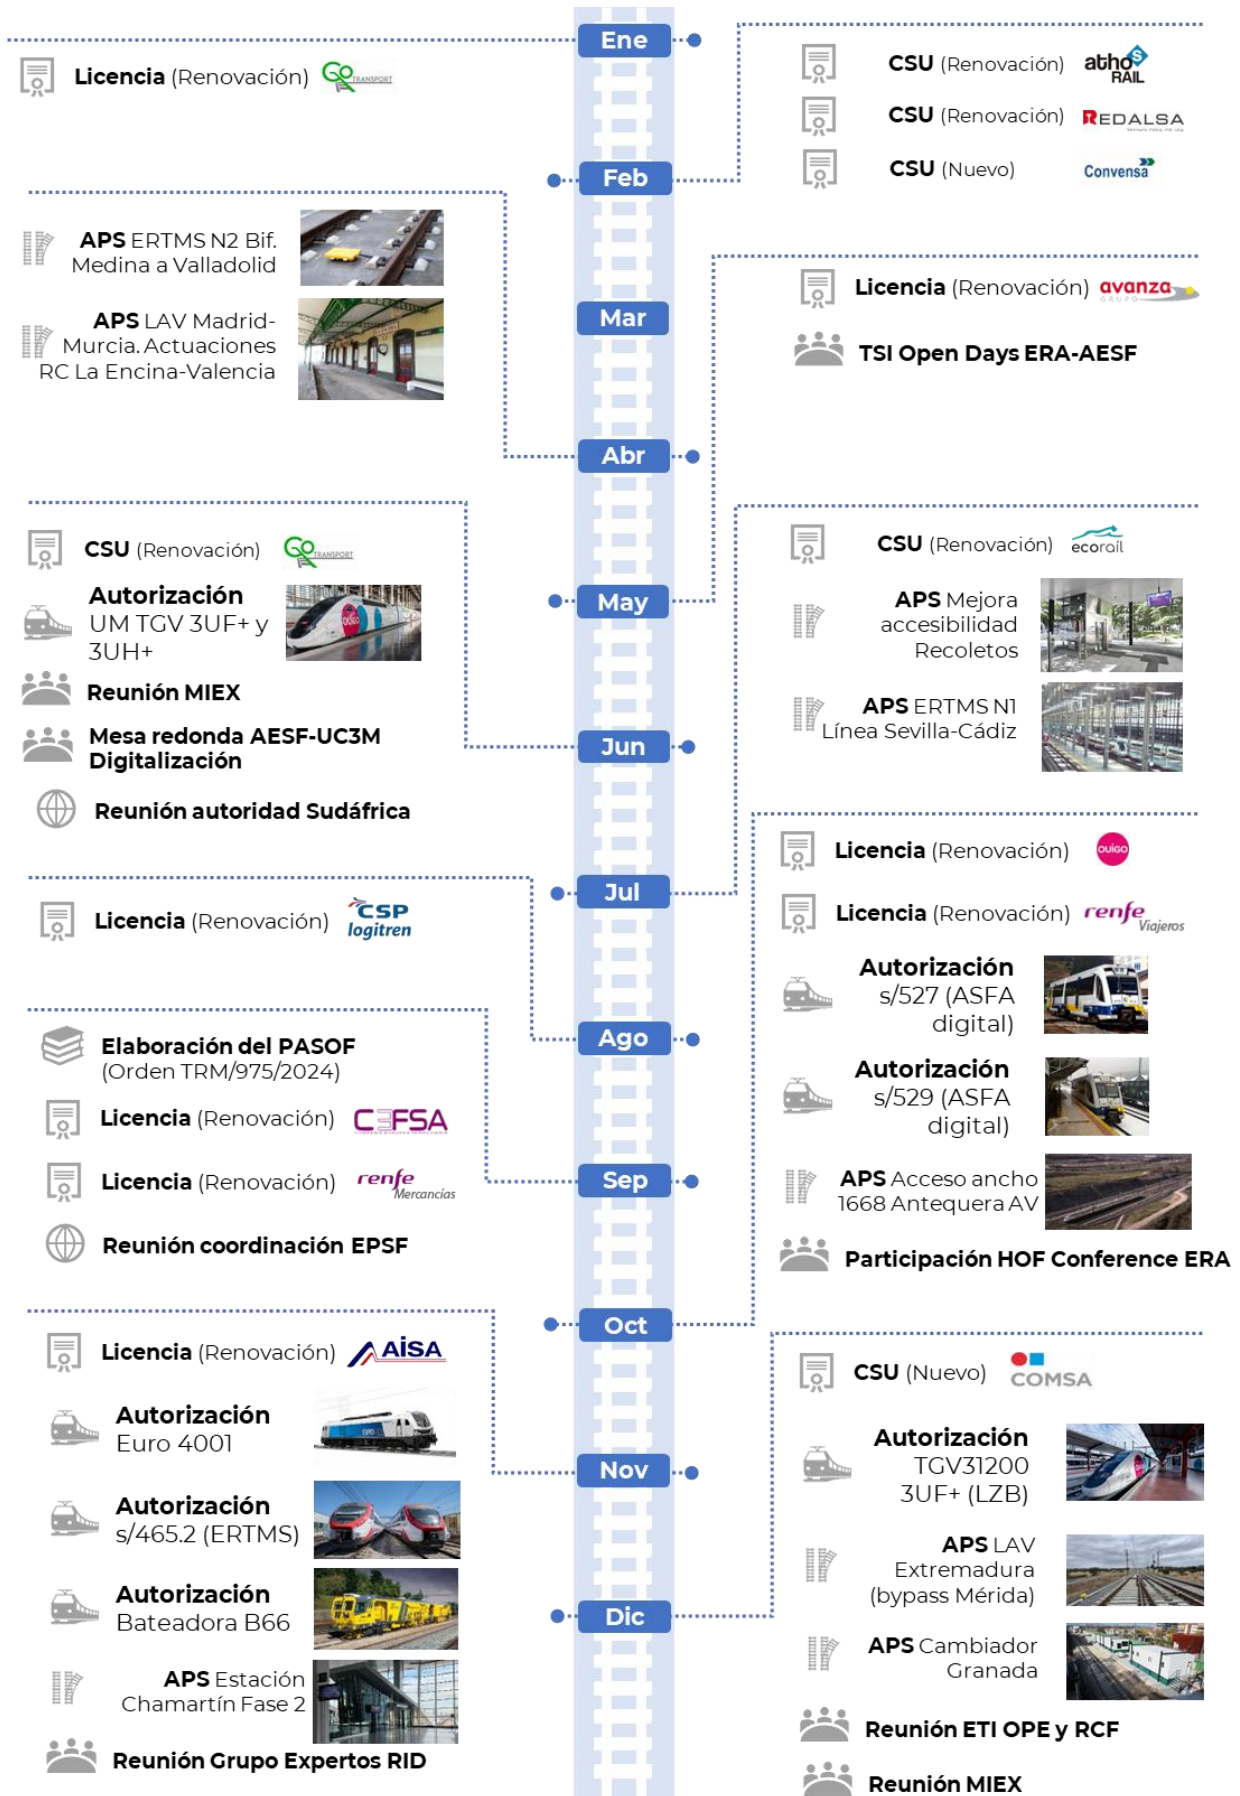 Ene
Licencia (Renovación) GO TRANSPORT
CSU (Renovación) athos RAIL
CSU (Renovación) REDALSA
CSU (Nuevo) Convensa
Feb
APS ERTMS N2 Bif.
Medina a Valladolid
APS LAV Madrid-
Murcia. Actuaciones
RC La Encina-Valencia
Mar
Licencia (Renovación) avanza
GRUPO
TSI Open Days ERA-AESF
Abr
CSU (Renovación) GO TRANSPORT
Autorización
UM TGV 3UF+ y
3UH+
Reunión MIEX
Mesa redonda AESF-UC3M
Digitalización
Reunión autoridad Sudáfrica
May
CSU (Renovación) ecorail
APS Mejora
accesibilidad
Recoletos
APS ERTMS N1
Línea Sevilla-Cádiz
Jun
Licencia (Renovación) CSP
logitren
Jul
Licencia (Renovación) OUIGO
Licencia (Renovación) renfe
Viajeros
Autorización
s/527 (ASFA
digital)
Autorización
s/529 (ASFA
digital)
APS Acceso ancho
1668 Antequera AV
Participación HOF Conference ERA
Ago
Elaboración del PASOF
(Orden TRM/975/2024)
Licencia (Renovación) CEFSA
Licencia (Renovación) renfe
Mercancías
Reunión coordinación EPSF
Sep
Oct
Licencia (Renovación) AISA
Autorización
Euro 4001
Autorización
s/465.2 (ERTMS)
Autorización
Bateadora B66
APS Estación
Chamartín Fase 2
Reunión Grupo Expertos RID
Nov
CSU (Nuevo) COMSA
Autorización
TGV31200
3UF+ (LZB)
APS LAV
Extremadura
(bypass Mérida)
APS Cambiador
Granada
Reunión ETI OPE y RCF
Reunión MIEX
Dic